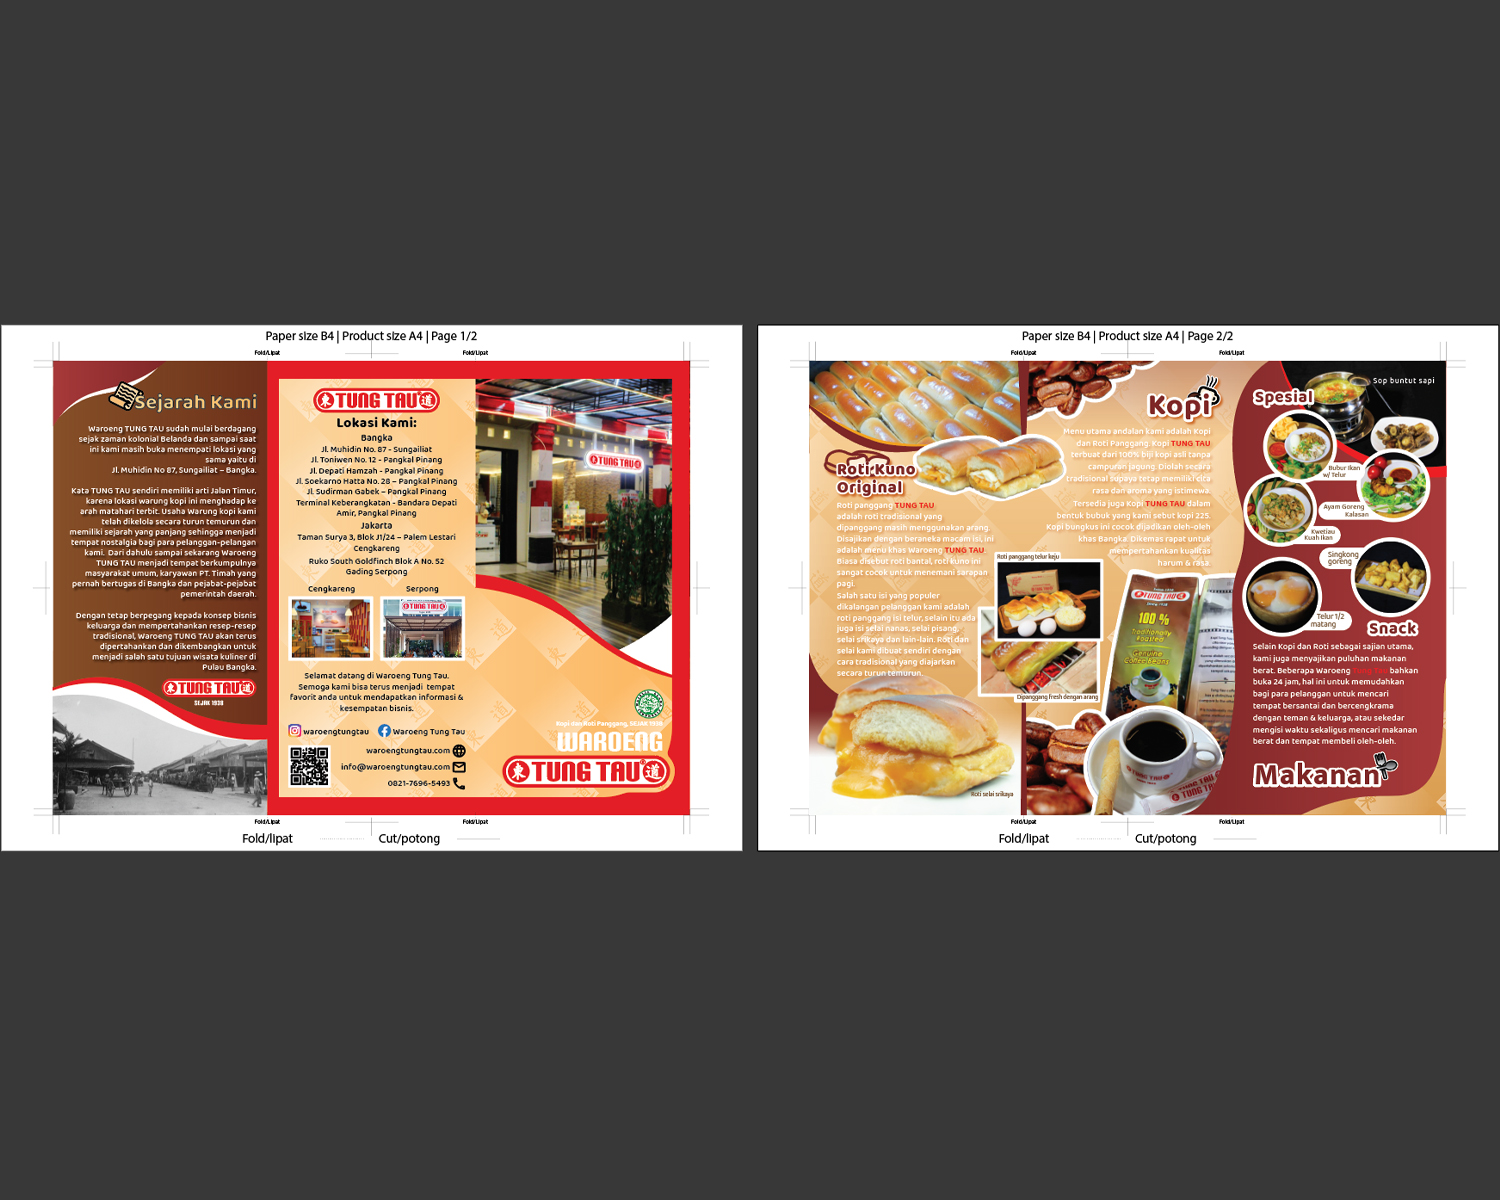 Paper size B4 | Product size A4 | Page 1/2
Fold/Lipat
Fold/Lipat
Sejarah Kami
Waroeng TUNG TAU sudah mulai berdagang
sejak zaman kolonial Belanda dan sampai saat
ini kami masih buka menempati lokasi yang
sama yaitu di
Jl. Muhidin No 87, Sungailiat – Bangka.
Kata TUNG TAU sendiri memiliki arti Jalan Timur,
karena lokasi warung kopi ini menghadap ke
arah matahari terbit. Usaha Warung kopi kami
telah dikelola secara turun temurun dan
memiliki sejarah yang panjang sehingga menjadi
tempat nostalgia bagi para pelanggan-pelangan
kami. Dari dahulu sampai sekarang Waroeng
TUNG TAU menjadi tempat berkumpulnya
masyarakat umum, karyawan PT. Timah yang
pernah bertugas di Bangka dan pejabat-pejabat
pemerintah daerah.
Dengan tetap berpegang kepada konsep bisnis
keluarga dan mempertahankan resep-resep
tradisional, Waroeng TUNG TAU akan terus
dipertahankan dan dikembangkan untuk
menjadi salah satu tujuan wisata kuliner di
Pulau Bangka.
東 TUNG TAU 道
SEJAK 1938
東 TUNG TAU 道
Lokasi Kami:
Bangka
Jl. Muhidin No. 87 - Sungailiat
Jl. Toniwen No. 12 - Pangkal Pinang
Jl. Depati Hamzah - Pangkal Pinang
Jl. Soekarno Hatta No. 28 – Pangkal Pinang
Jl. Sudirman Gabek – Pangkal Pinang
Terminal Keberangkatan - Bandara Depati
Amir, Pangkal Pinang
Jakarta
Taman Surya 3, Blok J1/24 – Palem Lestari
Cengkareng
Ruko South Goldfinch Blok A No. 52
Gading Serpong
Cengkareng
Serpong
TUNG TAU
Selamat datang di Waroeng Tung Tau.
Semoga kami bisa terus menjadi tempat
favorit anda untuk mendapatkan informasi &
kesempatan bisnis.
waroengtungtau
Waroeng Tung Tau
waroengtungtau.com
info@waroengtungtau.com
0821-7696-5493
TUNG TAU
Kopi dan Roti Panggang, SEJAK 1938
WAROENG
東 TUNG TAU® 道
Fold/Lipat
Fold/Lipat
Fold/lipat
Cut/potong
Paper size B4 | Product size A4 | Page 2/2
Fold/Lipat
Fold/Lipat
Roti Kuno
Original
Roti panggang TUNG TAU
adalah roti tradisional yang
dipanggang masih menggunakan arang.
Disajikan dengan beraneka macam isi, ini
adalah menu khas Waroeng TUNG TAU
Biasa disebut roti bantal, roti kuno ini
sangat cocok untuk menemani sarapan
pagi.
Salah satu isi yang populer
dikalangan pelanggan kami adalah
roti panggang isi telur, selain itu ada
juga isi selai nanas, selai pisang,
selai srikaya dan lain-lain. Roti dan
selai kami dibuat sendiri dengan
cara tradisional yang diajarkan
secara turun temurun.
Roti panggang telur keju
Dipanggang fresh dengan arang
Roti selai srikaya
Kopi
Menu utama andalan kami adalah Kopi
dan Roti Panggang. Kopi TUNG TAU
terbuat dari 100% biji kopi asli tanpa
campuran jagung. Diolah secara
tradisional supaya tetap memiliki cita
rasa dan aroma yang istimewa.
Tersedia juga Kopi TUNG TAU dalam
bentuk bubuk yang kami sebut kopi 225.
Kopi bungkus ini cocok dijadikan oleh-oleh
khas Bangka. Dikemas rapat untuk
mempertahankan kualitas
harum & rasa.
TUNG TAU
100 %
Traditionally
Roasted
Genuine
Coffee Beans
TUNG TAU
TUNG TAU
Spesial
Sop buntut sapi
Bubur Ikan
w/ Telur
Ayam Goreng
Kalasan
Kwetiau
Kuah Ikan
Singkong
goreng
Telur 1/2
matang
Snack
Selain Kopi dan Roti sebagai sajian utama,
kami juga menyajikan puluhan makanan
berat. Beberapa Waroeng Tung Tau bahkan
buka 24 jam, hal ini untuk memudahkan
bagi para pelanggan untuk mencari
tempat bersantai dan bercengkrama
dengan teman & keluarga, atau sekedar
mengisi waktu sekaligus mencari makanan
berat dan tempat membeli oleh-oleh.
Makanan
Fold/Lipat
Fold/Lipat
Fold/lipat
Cut/potong